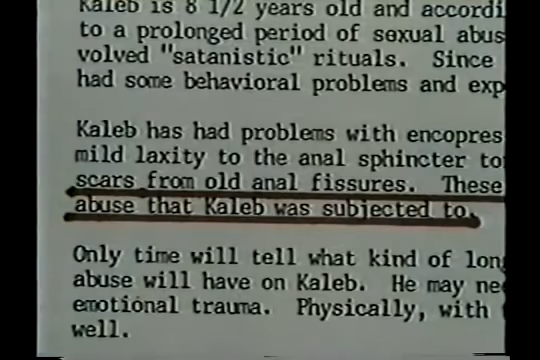 Kaleb is 8 1/2 years old and accordi
to a prolonged period of sexual abus
volved "satanistic" rituals. Since
had some behavioral problems and exp
Kaleb has had problems with encopres
mild laxity to the anal sphincter to
scars from old anal fissures. These
abuse that Kaleb was subjected to.
Only time will tell what kind of lon
abuse will have on Kaleb. He may ne
emotional trauma. Physically, with
well.